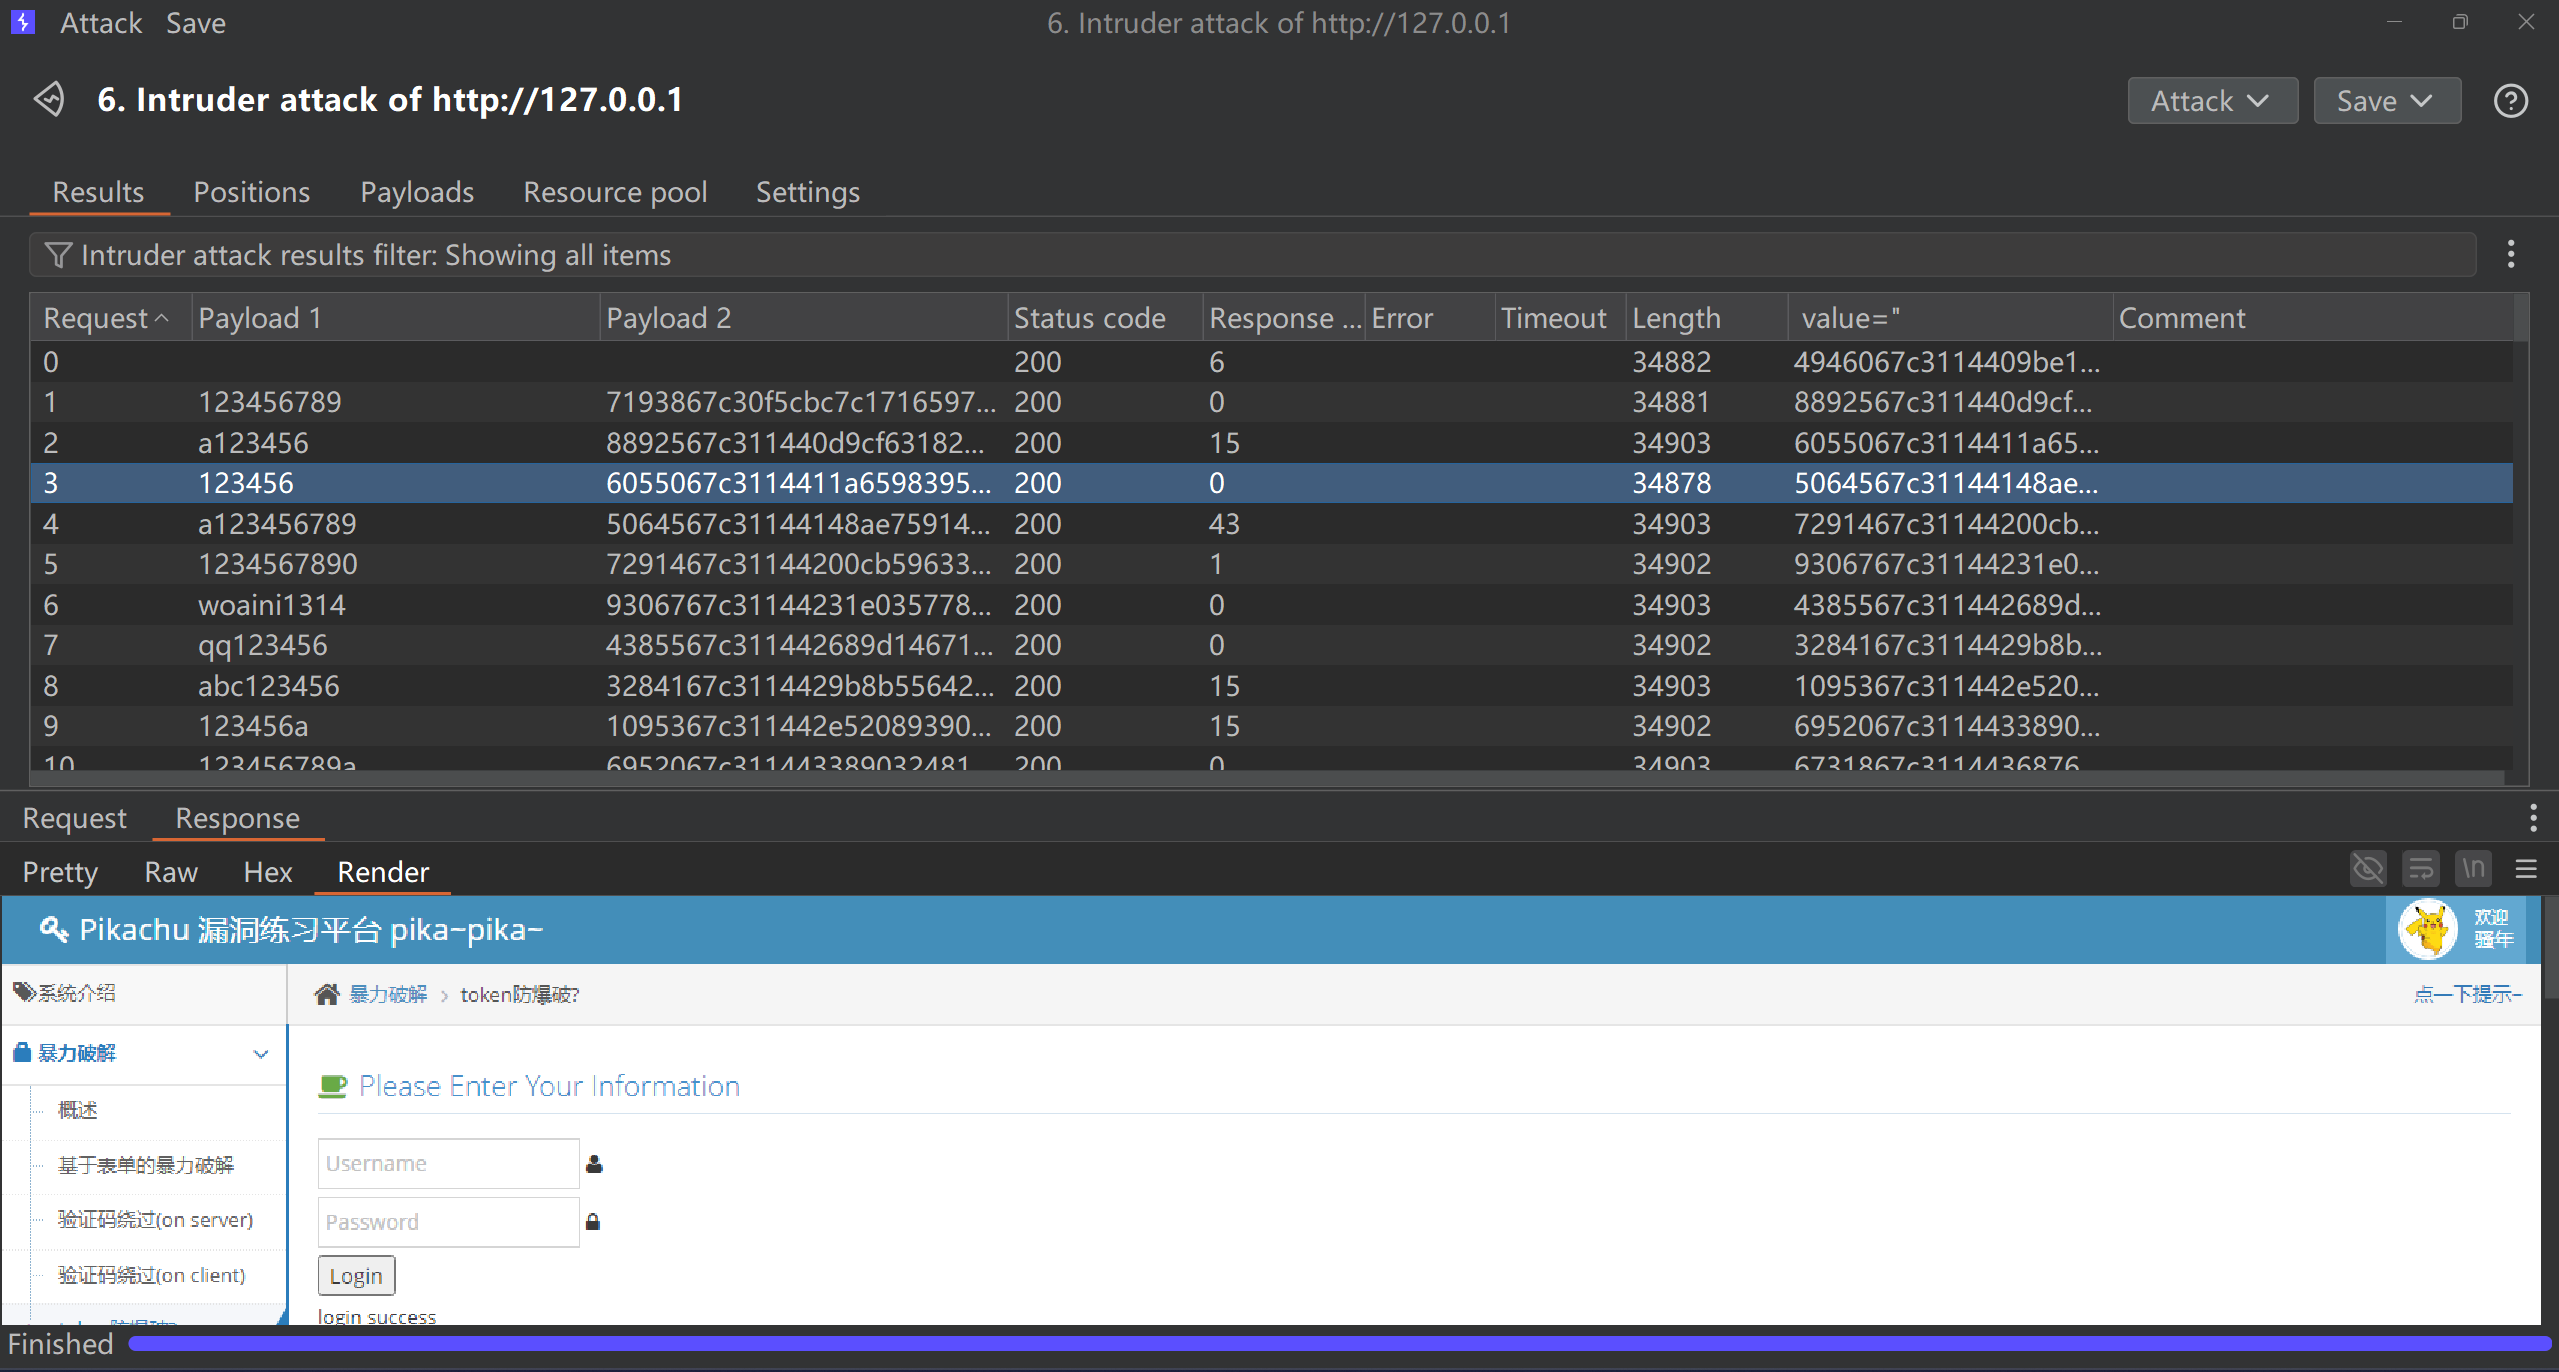 Attack Save 6. Intruder attack of http://127.0.0.1
6. Intruder attack of http://127.0.0.1 Attack Save
Results Positions Payloads Resource pool Settings
Intruder attack results filter: Showing all items
Request Payload 1 Payload 2 Status code Response ... Error Timeout Length value=" Comment
0 200 6 34882 4946067c3114409be1...
1 123456789 7193867c30f5cbc7c1716597... 200 0 34881 8892567c311440d9cf...
2 a123456 8892567c311440d9cf63182... 200 15 34903 6055067c3114411a65...
3 123456 6055067c3114411a6598395... 200 0 34878 5064567c31144148ae...
4 a123456789 5064567c31144148ae75914... 200 43 34903 7291467c31144200cb...
5 1234567890 7291467c31144200cb59633... 200 1 34902 9306767c31144231e0...
6 woaini1314 9306767c31144231e035778... 200 0 34903 4385567c311442689d...
7 qq123456 4385567c311442689d14671... 200 0 34902 3284167c3114429b8b...
8 abc123456 3284167c3114429b8b55642... 200 15 34903 1095367c311442e520...
9 123456a 1095367c311442e52089390... 200 15 34902 6952067c3114433890...
10 123456789a 6952067c311443389032481 200 0 34903 6731867c3114436876
Request Response
Pretty Raw Hex Render
\n
Pikachu 漏洞练习平台 pika~pika~
欢迎
骚年
系统介绍
暴力破解 › token防爆破?
点一下提示~
暴力破解
概述
基于表单的暴力破解
验证码绕过(on server)
验证码绕过(on client)
token防爆破?
Please Enter Your Information
Username
Password
Login
login success
Finished